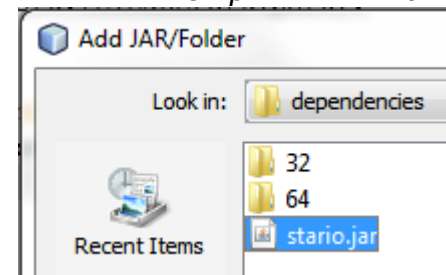 Add JAR/Folder
Look in: dependencies
32
64
stario.jar
Recent Items